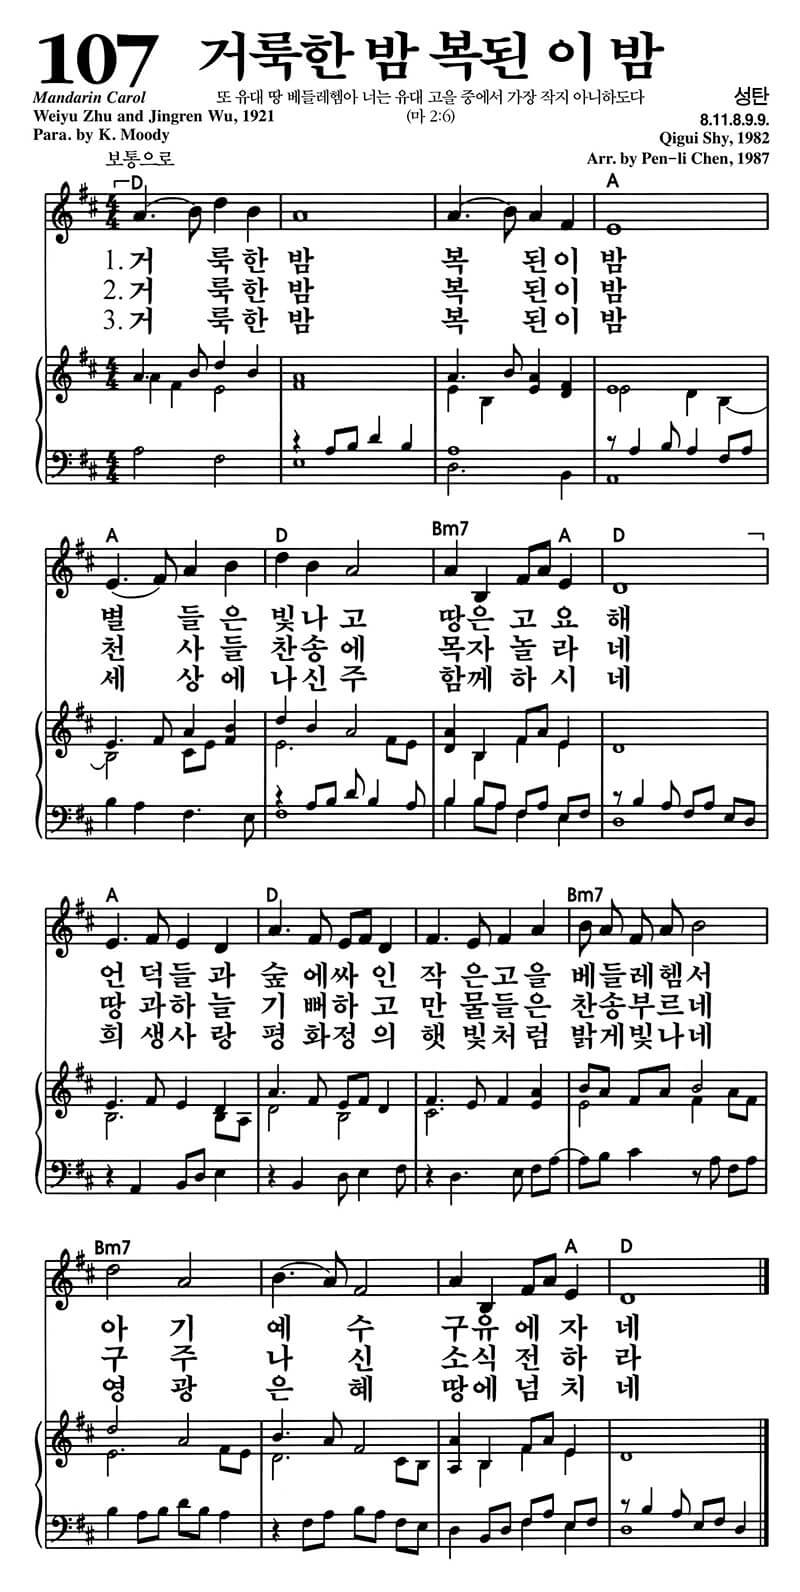 107 거룩한 밤 복된 이 밤
Mandarin Carol 또 유대 땅 베들레헴아 너는 유대 고을 중에서 가장 작지 아니하도다 성탄
Weiyu Zhu and Jingren Wu, 1921 (마 2:6) 8.11.8.9.9.
Para. by K. Moody Qigui Shy, 1982
보통으로 Arr. by Pen-li Chen, 1987
D A
1. 거 룩한 밤 복 된이 밤
2. 거 룩한 밤 복 된이 밤
3. 거 룩한 밤 복 된이 밤
A D Bm7 A D
별 들은 빛나고 땅은 고요 해
천 사들 찬송에 목자 놀라 네
세 상에 나신주 함께 하시 네
A D Bm7
언 덕들 과 숲 에싸 인 작 은고을 베들레헴서
땅 과하 늘 기 뻐하 고 만 물들은 찬송부르네
희 생사 랑 평 화정 의 햇 빛처럼 밝게빛나네
Bm7 A D
아 기 예 수 구유 에 자 네
구 주 나 신 소식 전 하 라
영 광 은 혜 땅에 넘 치 네